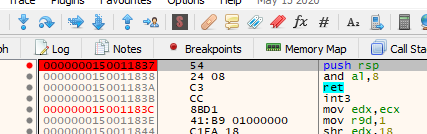 Trace Plugins Favourites Options Help May 15 2020
fx # A
ph Log Notes Breakpoints Memory Map Call Sta
0000000150011837 54 push rsp
0000000150011838 24 08 and al,8
000000015001183A C3 ret
000000015001183B CC int3
000000015001183C 8BD1 mov edx,ecx
000000015001183E 41:B9 01000000 mov r9d,1
0000000150011844 C1EA 18 shr edx,18